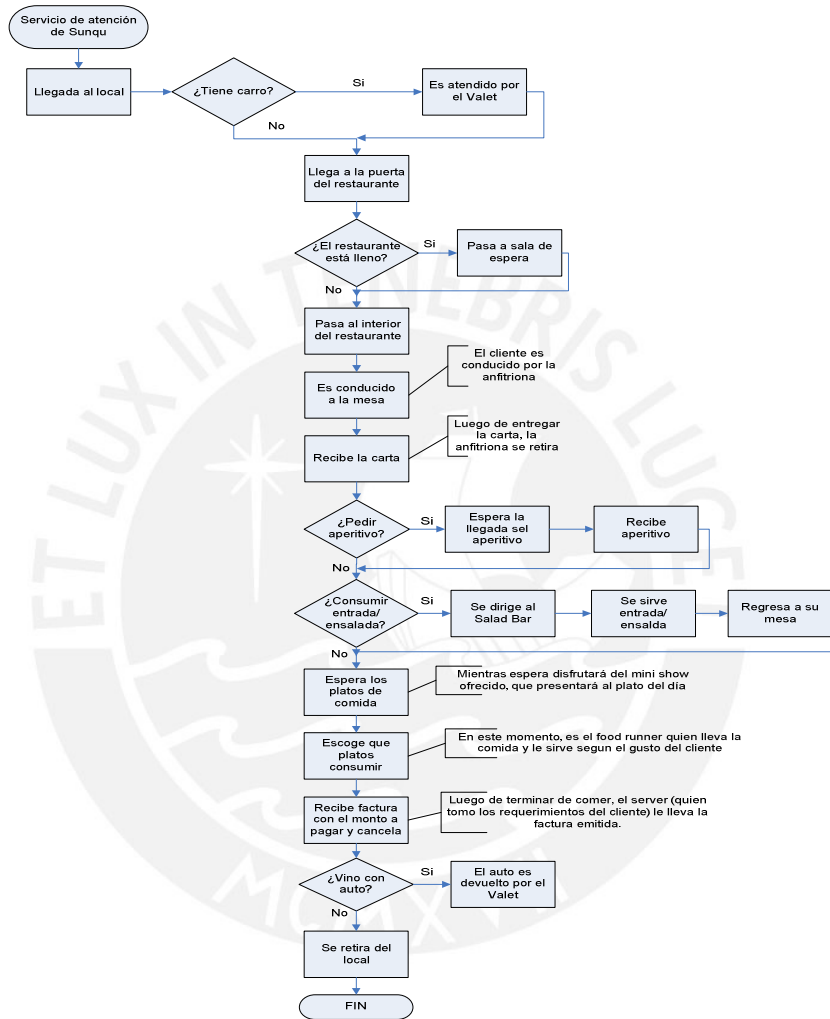 Servicio de atención
de Sunqu
Llegada al local
¿Tiene carro?
Si
Es atendido por
el Valet
No
Llega a la puerta
del restaurante
¿El restaurante
está lleno?
Si
Pasa a sala de
espera
No
Pasa al interior
del restaurante
El cliente es
conducido por la
anfitriona
Es conducido
a la mesa
Luego de entregar
la carta, la
anfitriona se retira
Recibe la carta
¿Pedir
aperitivo?
Si
Espera la
llegada sel
aperitivo
Recibe
aperitivo
No
¿Consumir
entrada/
ensalada?
Si
Se dirige al
Salad Bar
Se sirve
entrada/
ensalda
Regresa a su
mesa
No
Espera los
platos de
comida
Mientras espera disfrutará del mini show
ofrecido, que presentará al plato del día
Escoge que
platos
consumir
En este momento, es el food runner quien lleva la
comida y le sirve segun el gusto del cliente
Recibe factura
con el monto a
pagar y cancela
Luego de terminar de comer, el server (quien
tomo los requerimientos del cliente) le lleva la
factura emitida.
¿Vino con
auto?
Si
El auto es
devuelto por el
Valet
No
Se retira del
local
FIN
ET LUX IN TENEBRIS LUCET
MCMXVII